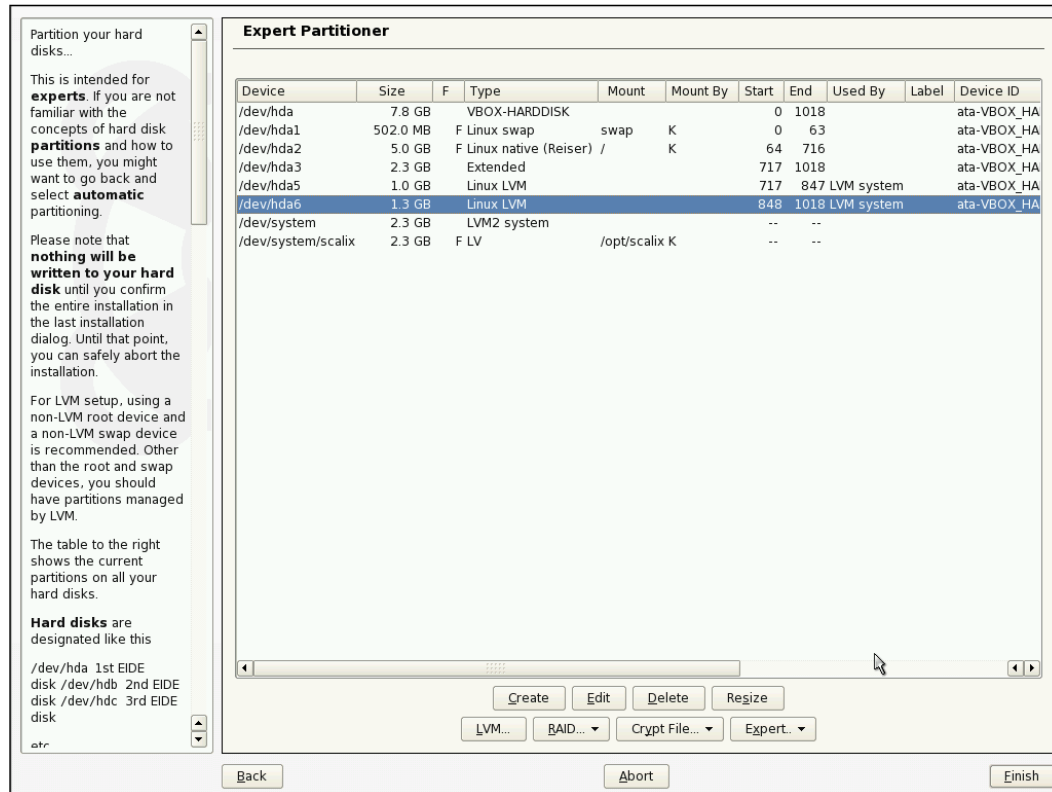 Partition your hard
disks...
This is intended for
experts. If you are not
familiar with the
concepts of hard disk
partitions and how to
use them, you might
want to go back and
select automatic
partitioning.
Please note that
nothing will be
written to your hard
disk until you confirm
the entire installation in
the last installation
dialog. Until that point,
you can safely abort the
installation.
For LVM setup, using a
non-LVM root device and
a non-LVM swap device
is recommended. Other
than the root and swap
devices, you should
have partitions managed
by LVM.
The table to the right
shows the current
partitions on all your
hard disks.
Hard disks are
designated like this
/dev/hda 1st EIDE
disk /dev/hdb 2nd EIDE
disk /dev/hdc 3rd EIDE
disk
etc
Expert Partitioner
Device Size F Type Mount Mount By Start End Used By Label Device ID
/dev/hda 7.8 GB VBOX-HARDDISK 0 1018 ata-VBOX_HA
/dev/hda1 502.0 MB F Linux swap swap K 0 63 ata-VBOX_HA
/dev/hda2 5.0 GB F Linux native (Reiser) / K 64 716 ata-VBOX_HA
/dev/hda3 2.3 GB Extended 717 1018 ata-VBOX_HA
/dev/hda5 1.0 GB Linux LVM 717 847 LVM system ata-VBOX_HA
/dev/hda6 1.3 GB Linux LVM 848 1018 LVM system ata-VBOX_HA
/dev/system 2.3 GB LVM2 system -- --
/dev/system/scalix 2.3 GB F LV /opt/scalix K -- --
Create Edit Delete Resize
LVM... RAID... Crypt File... Expert..
Back Abort Finish